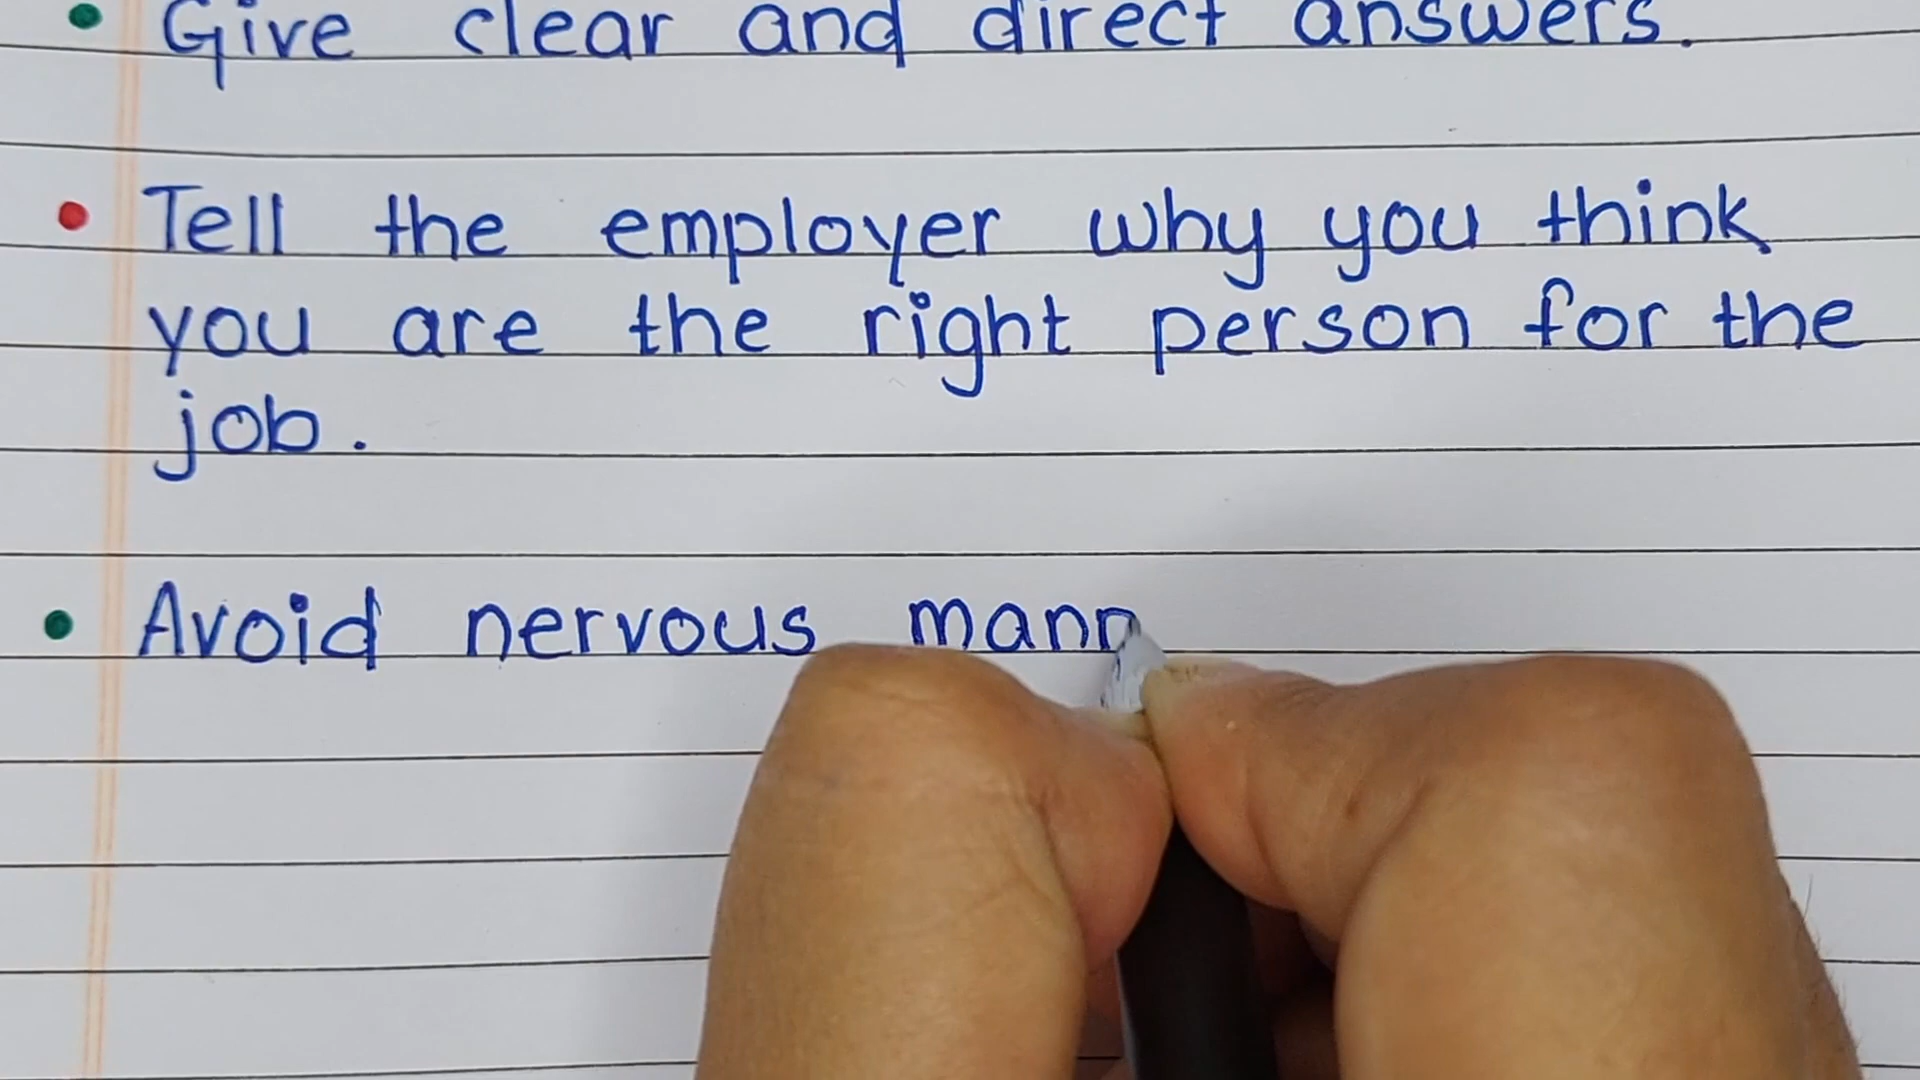 • Give clear and direct answers.
• Tell the employer why you think
you are the right person for the
job.
• Avoid nervous mann